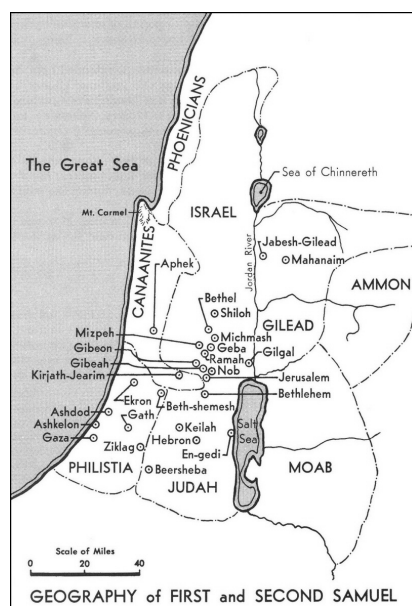 PHOENICIANS
The Great Sea
Sea of Chinnereth
Mt. Carmel
ISRAEL
CANAANITES
Aphek
Jordan River
Jabesh-Gilead
Mahanaim
AMMON
Bethel
Shiloh
GILEAD
Mizpeh
Michmash
Gibeon
Geba
Ramah
Gilgal
Gibeah
Nob
Kirjath-Jearim
Jerusalem
Ekron
Beth-shemesh
Bethlehem
Ashdod
Gath
Ashkelon
Keilah
Salt
Sea
Gaza
Hebron
Ziklag
En-gedi
MOAB
PHILISTIA
Beersheba
JUDAH
Scale of Miles
0 20 40
GEOGRAPHY of FIRST and SECOND SAMUEL